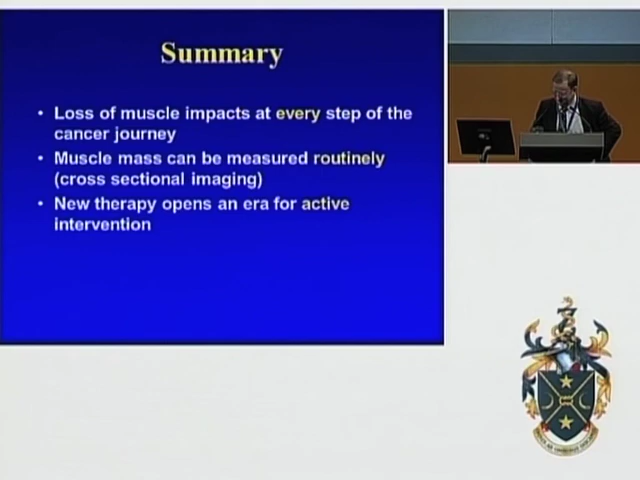 Summary
• Loss of muscle impacts at every step of the
cancer journey
• Muscle mass can be measured routinely
(cross sectional imaging)
• New therapy opens an era for active
intervention